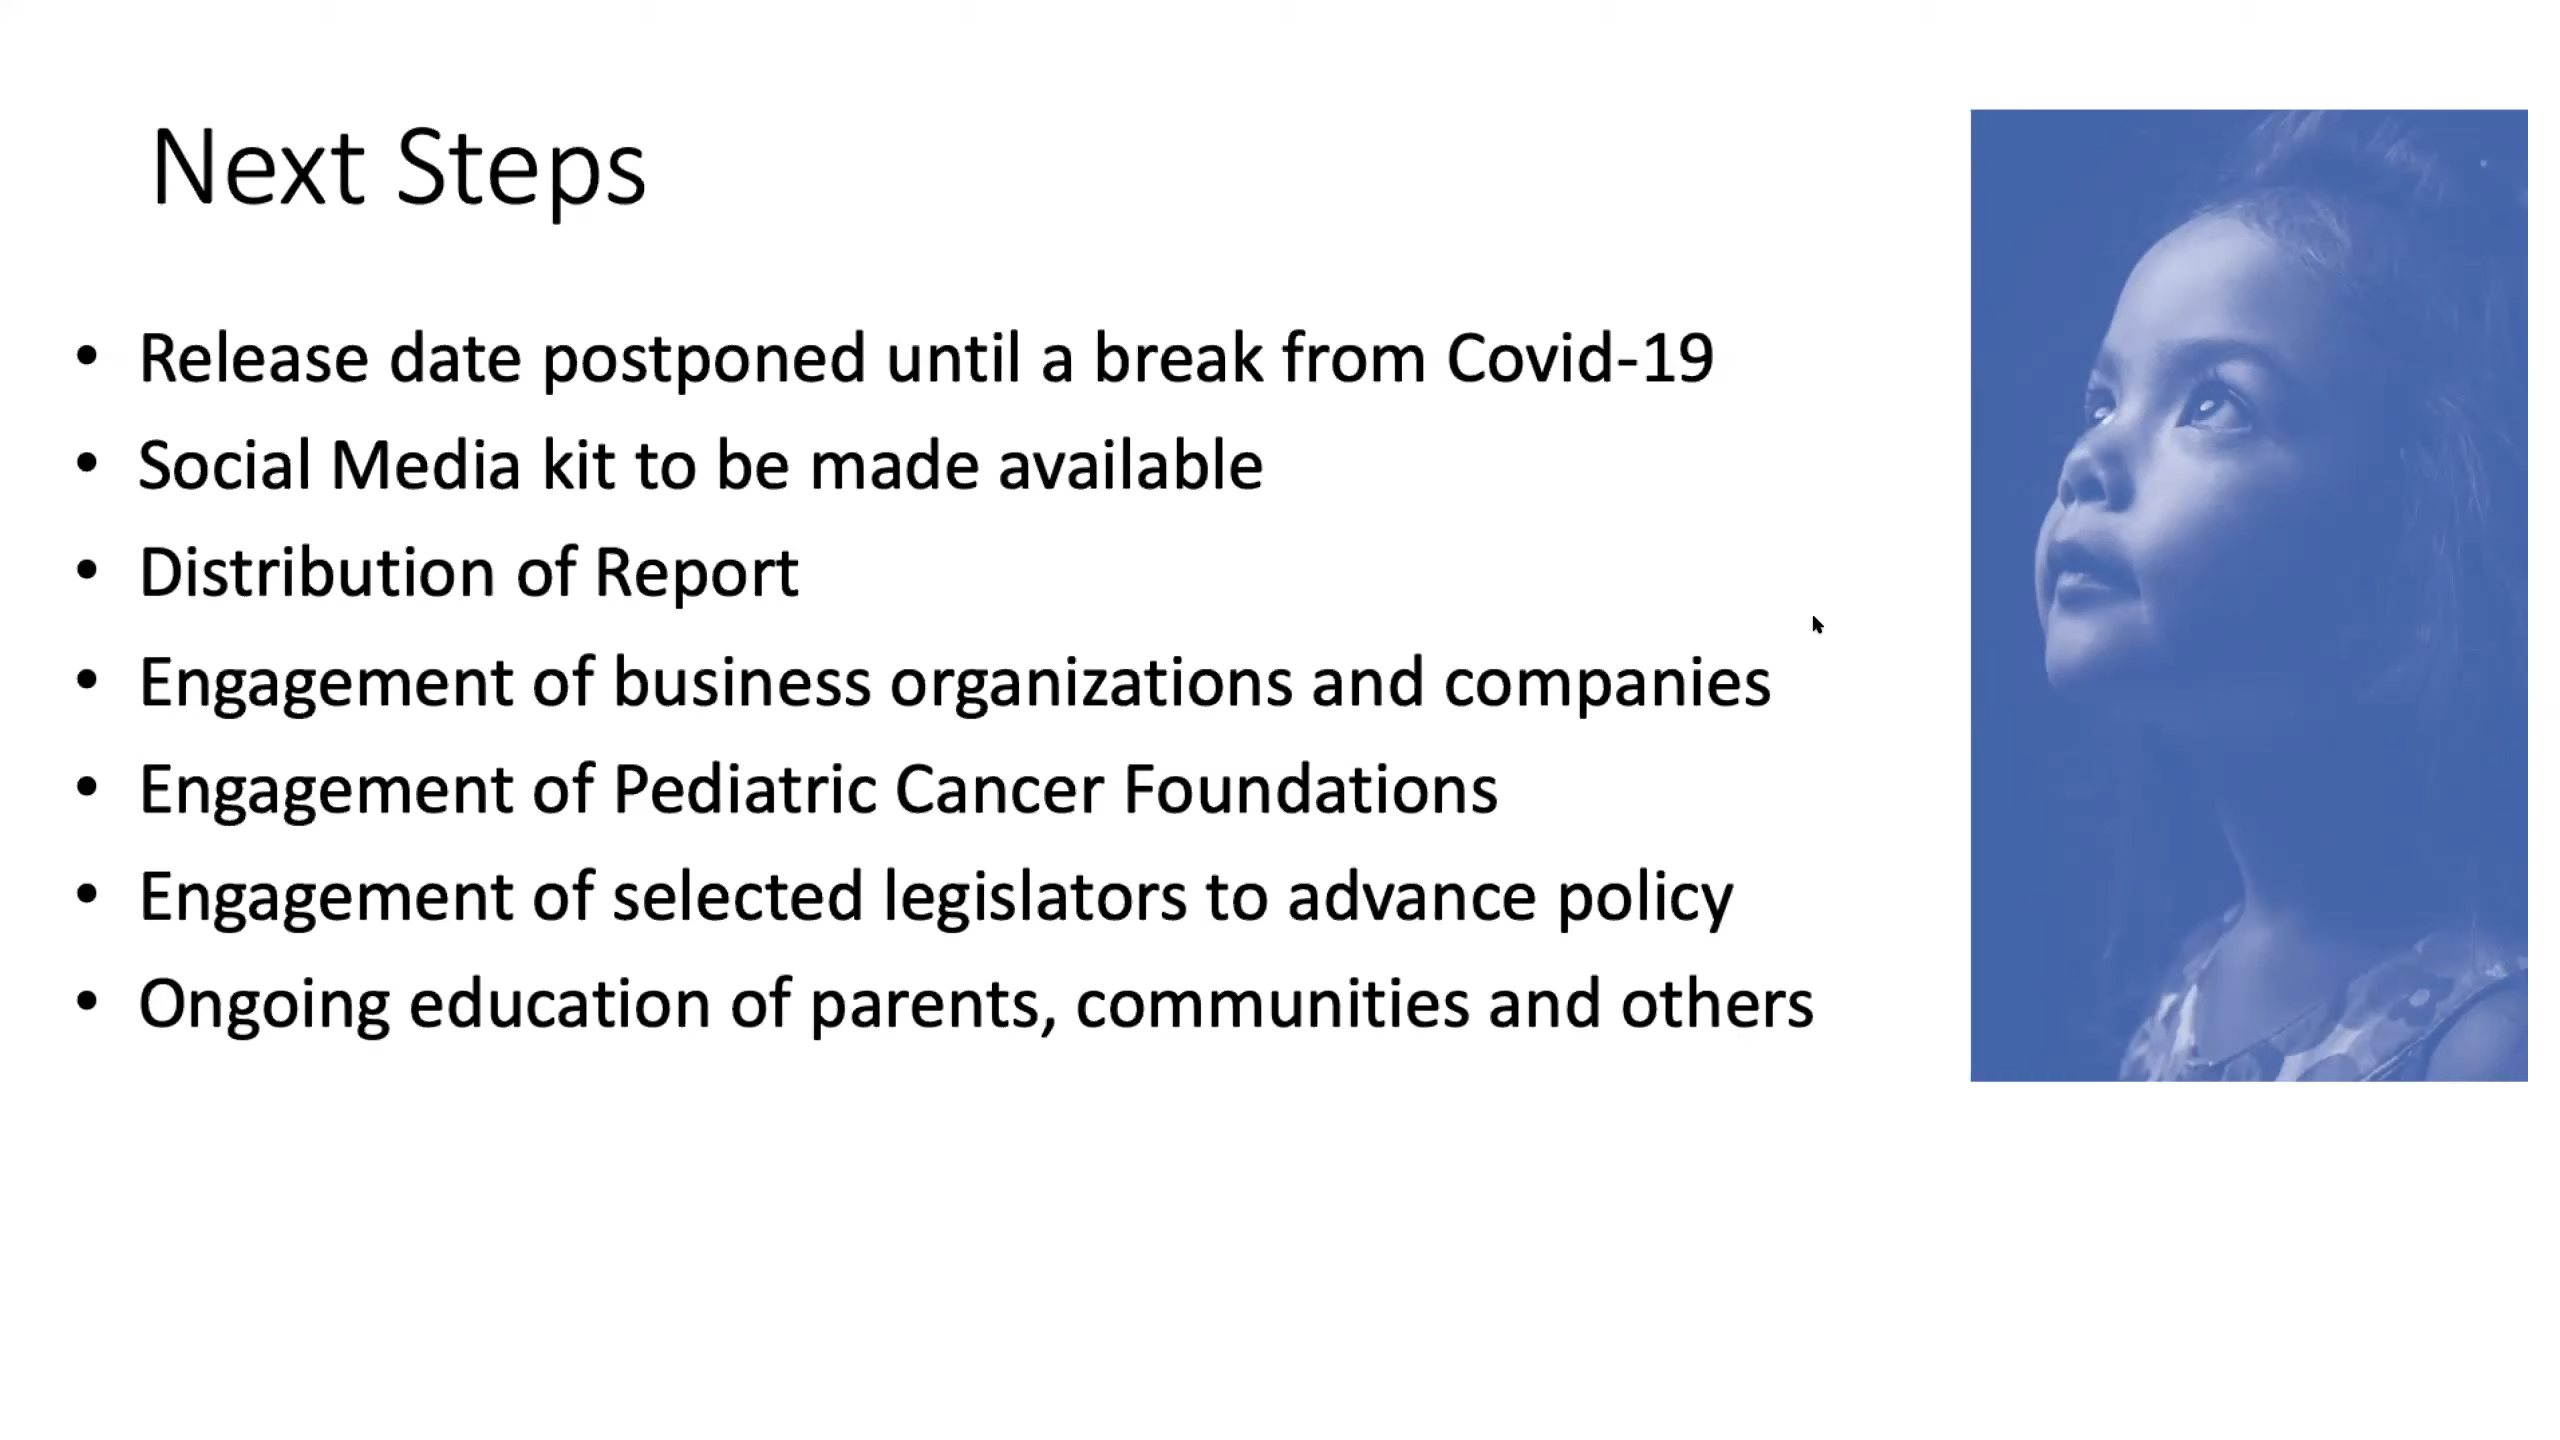 Next Steps
• Release date postponed until a break from Covid-19
• Social Media kit to be made available
• Distribution of Report
• Engagement of business organizations and companies
• Engagement of Pediatric Cancer Foundations
• Engagement of selected legislators to advance policy
• Ongoing education of parents, communities and others